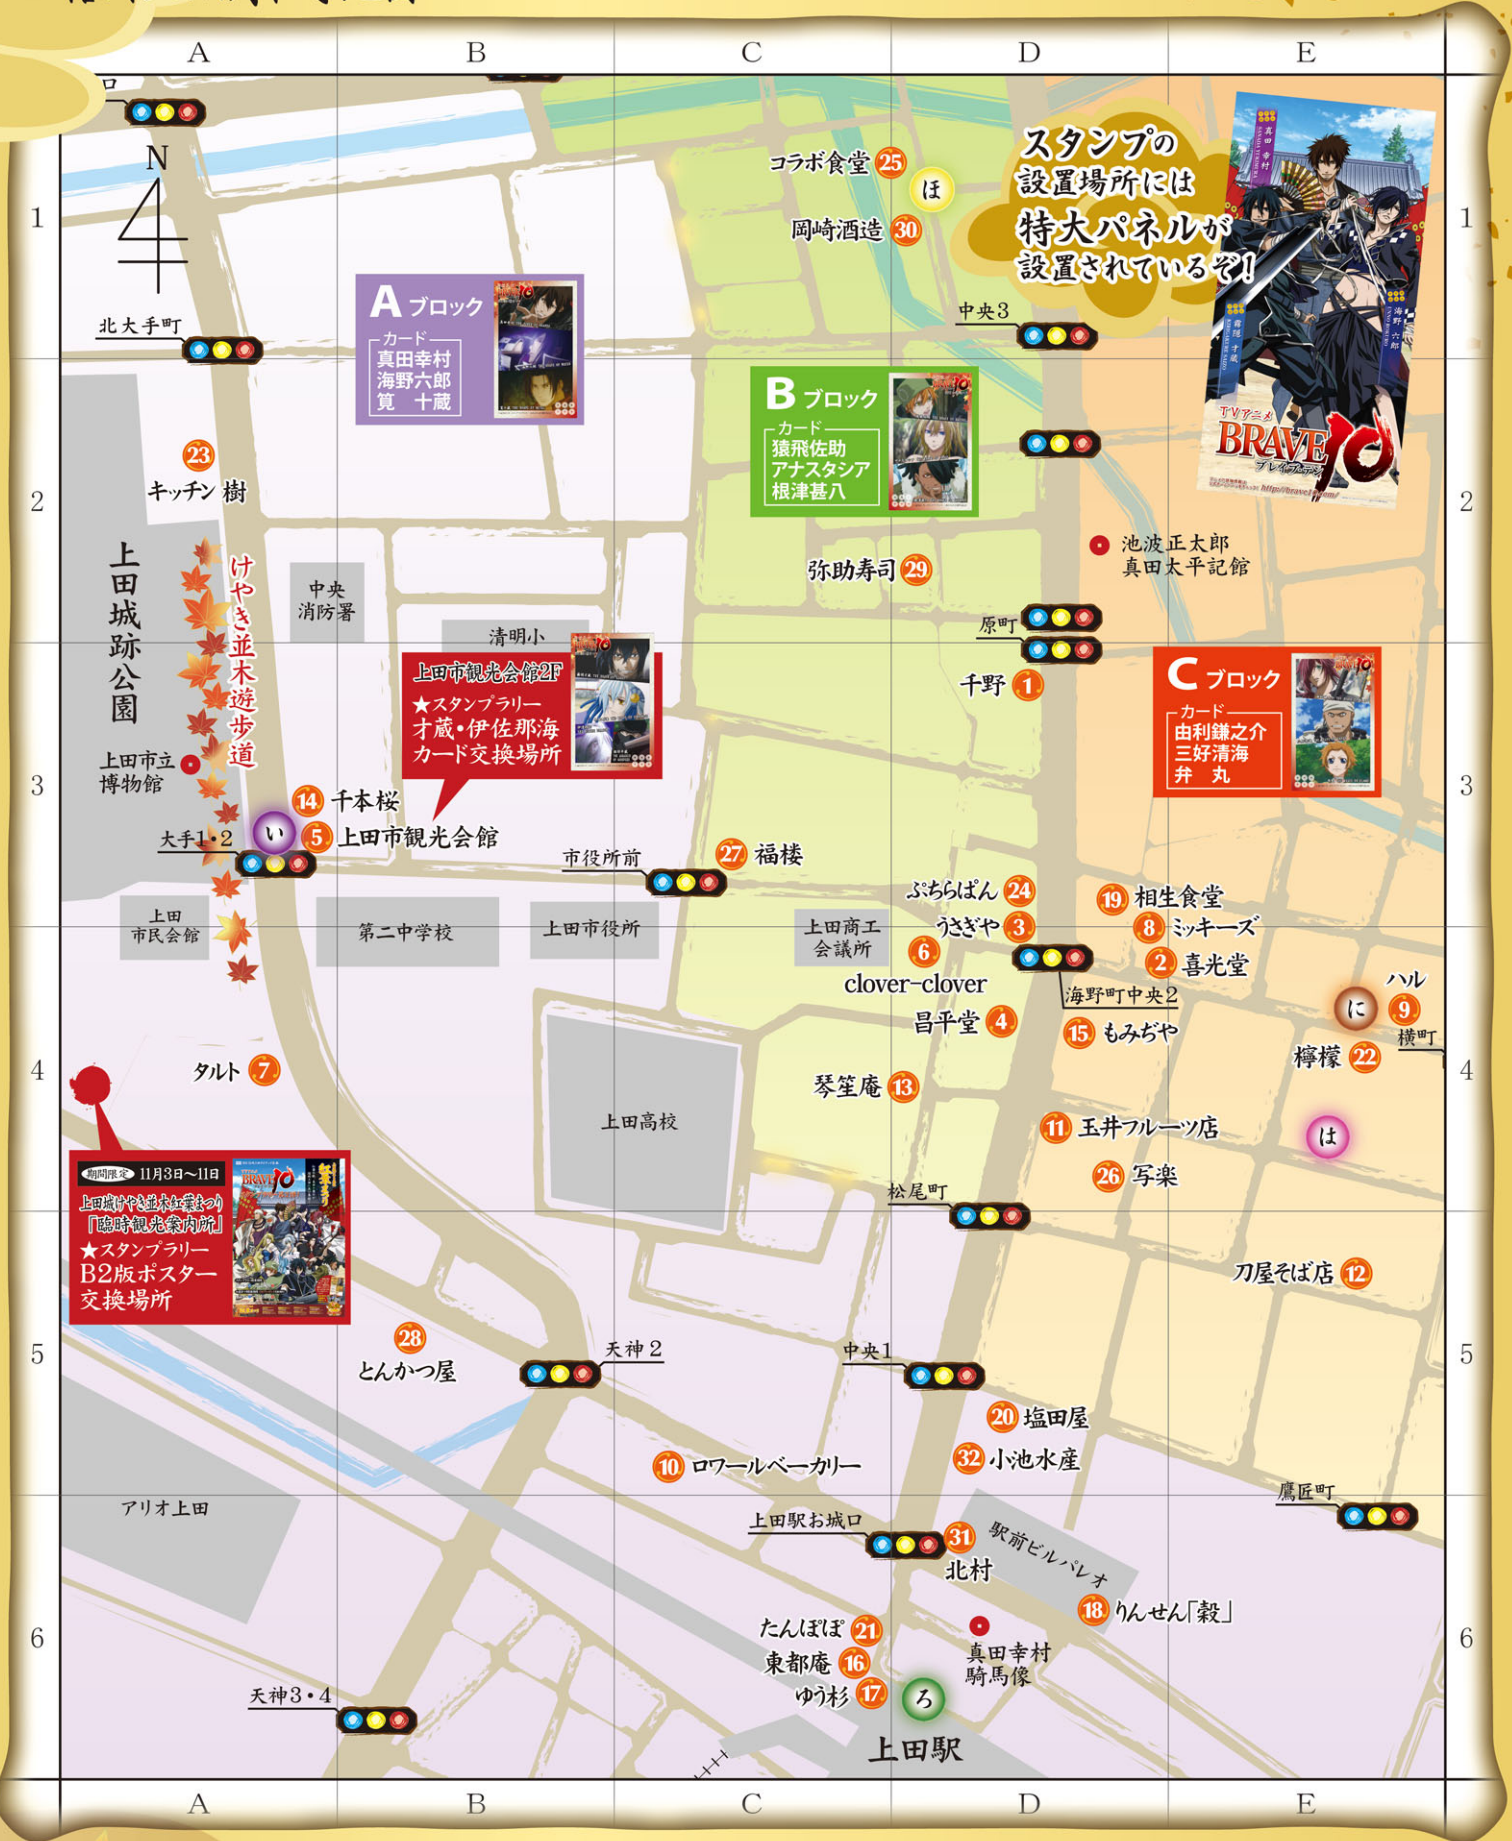 A B C D E
1
2
3
4
5
6
N
コラボ食堂 25
ほ
岡崎酒造 30
スタンプの
設置場所には
特大パネルが
設置されているぞ!
真田 幸村
海野 六郎
霧隠 才蔵
TVアニメ
BRAVE10
ブレイブ・テン
北大手町
中央3
Aブロック
カード
真田幸村
海野六郎
筧 十蔵
Bブロック
カード
猿飛佐助
アナスタシア
根津甚八
23
キッチン 樹
上田城跡公園
けやき並木遊歩道
中央
消防署
清明小
弥助寿司 29
池波正太郎
真田太平記館
原町
千野 1
上田市観光会館2F
★スタンプラリー
才蔵・伊佐那海
カード交換場所
Cブロック
カード
由利鎌之介
三好清海
弁 丸
上田市立
博物館
14 千本桜
い
5 上田市観光会館
大手1・2
市役所前
27 福楼
ぷちらぱん 24
19 相生食堂
うさぎや 3
8 ミッキーズ
上田
市民会館
第二中学校
上田市役所
上田商工
会議所
6
clover-clover
2 喜光堂
海野町中央2
ハル
9
に
横町
昌平堂 4
15 もみぢや
檸檬 22
タルト 7
琴笙庵 13
上田高校
11 玉井フルーツ店
は
26 写楽
松尾町
期間限定 11月3日〜11日
上田城けやき並木紅葉まつり
「臨時観光案内所」
★スタンプラリー
B2版ポスター
交換場所
BRAVE10
刀屋そば店 12
28
とんかつ屋
天神2
中央1
20 塩田屋
10 ロワールベーカリー
32 小池水産
アリオ上田
鷹匠町
上田駅お城口
31
北村
駅前ビルパレオ
18 りんせん「穀」
たんぽぽ 21
東都庵 16
ゆう杉 17
真田幸村
騎馬像
ろ
上田駅
天神3・4
1
2
3
4
5
6
A B C D E